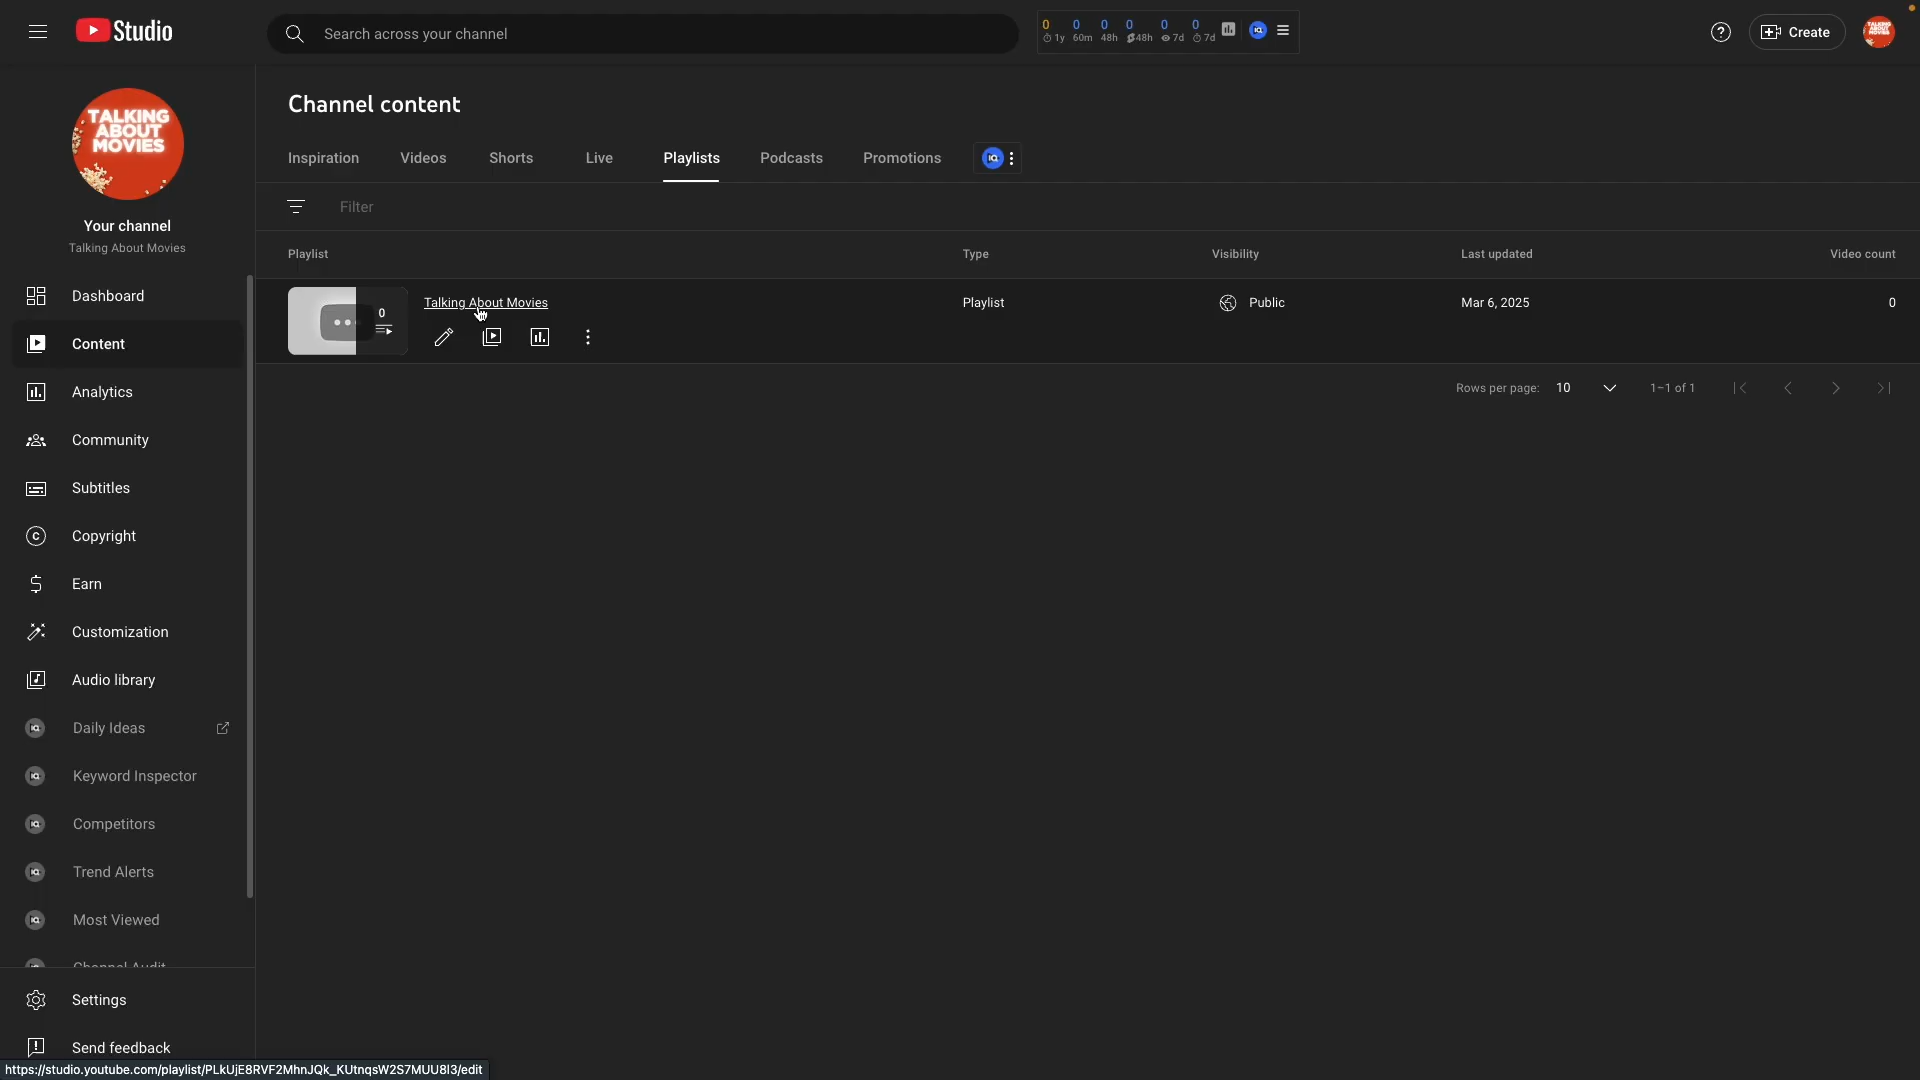 Studio
Search across your channel
0 0 0 0 0 0
1y 60m 48h 48h 7d 7d
Create
TALKING
ABOUT
MOVIES
Your channel
Talking About Movies
Dashboard
Content
Analytics
Community
Subtitles
Copyright
Earn
Customization
Audio library
Daily Ideas
Keyword Inspector
Competitors
Trend Alerts
Most Viewed
Channel Audit
Settings
Send feedback
Channel content
Inspiration Videos Shorts Live Playlists Podcasts Promotions
Filter
Playlist Type Visibility Last updated Video count
0
Talking About Movies Playlist Public Mar 6, 2025 0
Rows per page: 10 1–1 of 1
https://studio.youtube.com/playlist/PLkUjE8RVF2MhnJQk_KUtnqsW2S7MUU8I3/edit